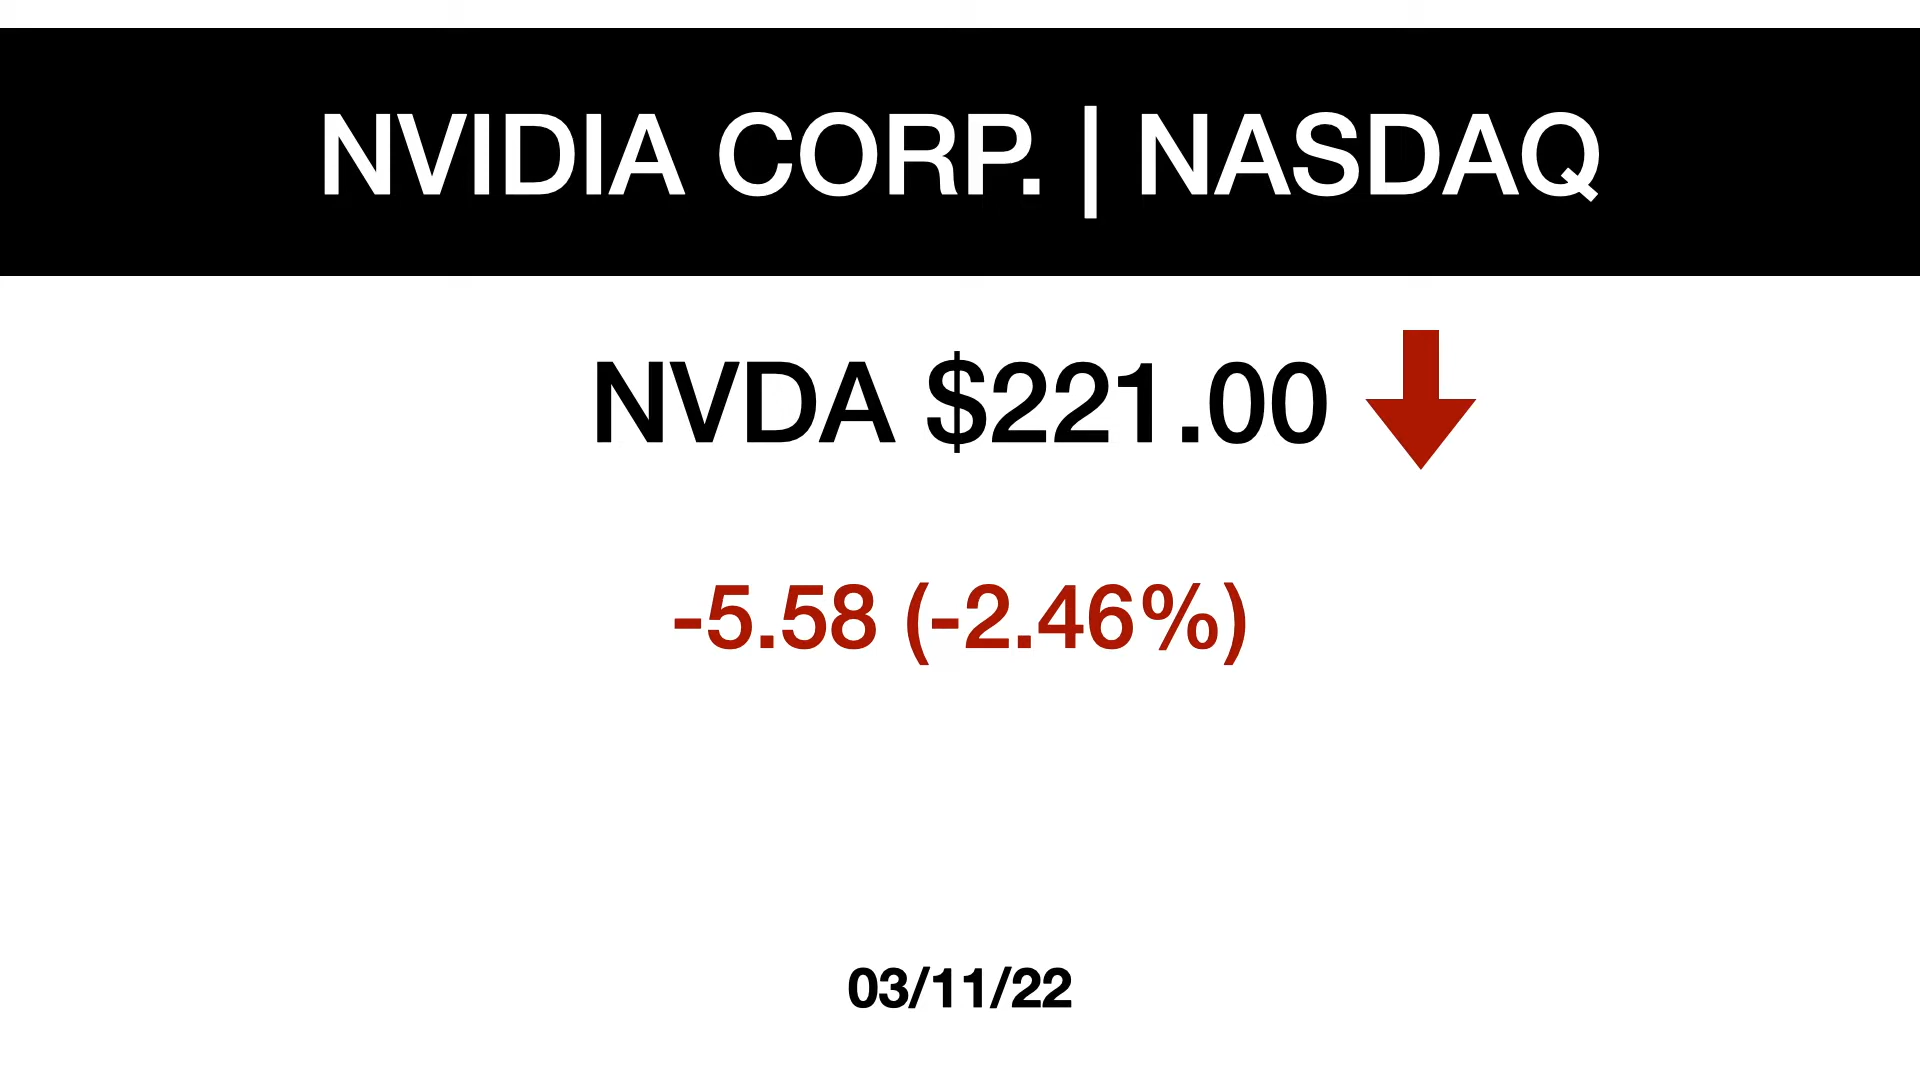 NVIDIA CORP. | NASDAQ
NVDA $221.00
-5.58 (-2.46%)
03/11/22